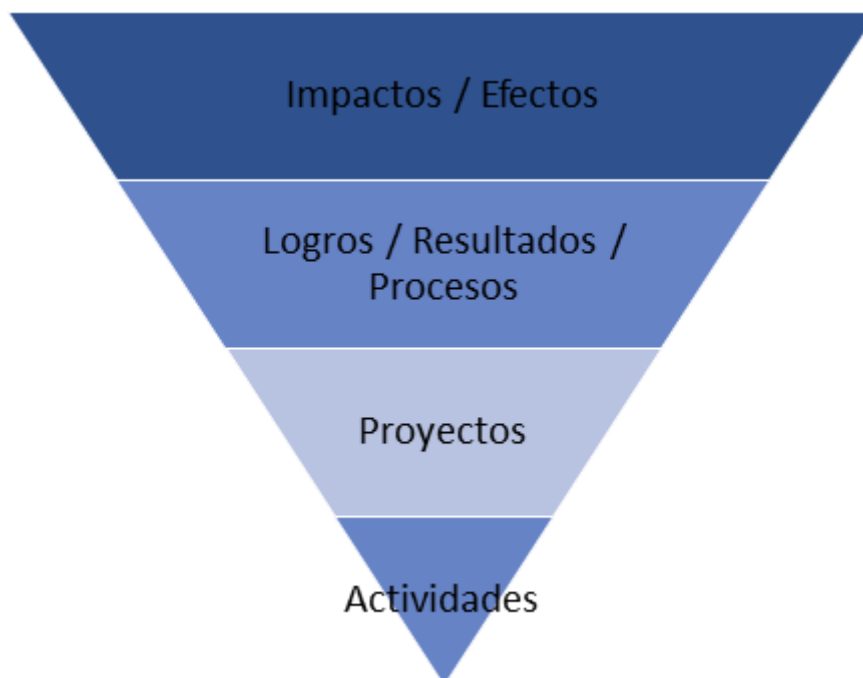 Impactos / Efectos
Logros / Resultados /
Procesos
Proyectos
Actividades